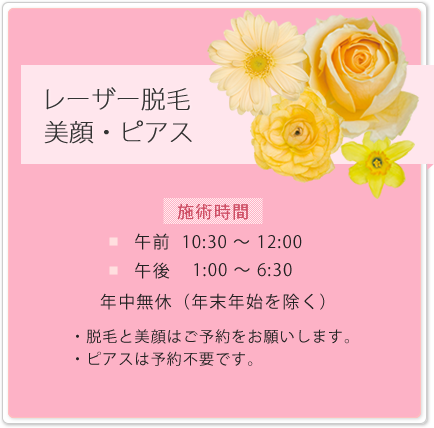 レーザー脱毛
美顔・ピアス
施術時間
午前 10:30 〜 12:00
午後 1:00 〜 6:30
年中無休（年末年始を除く）
・脱毛と美顔はご予約をお願いします。
・ピアスは予約不要です。